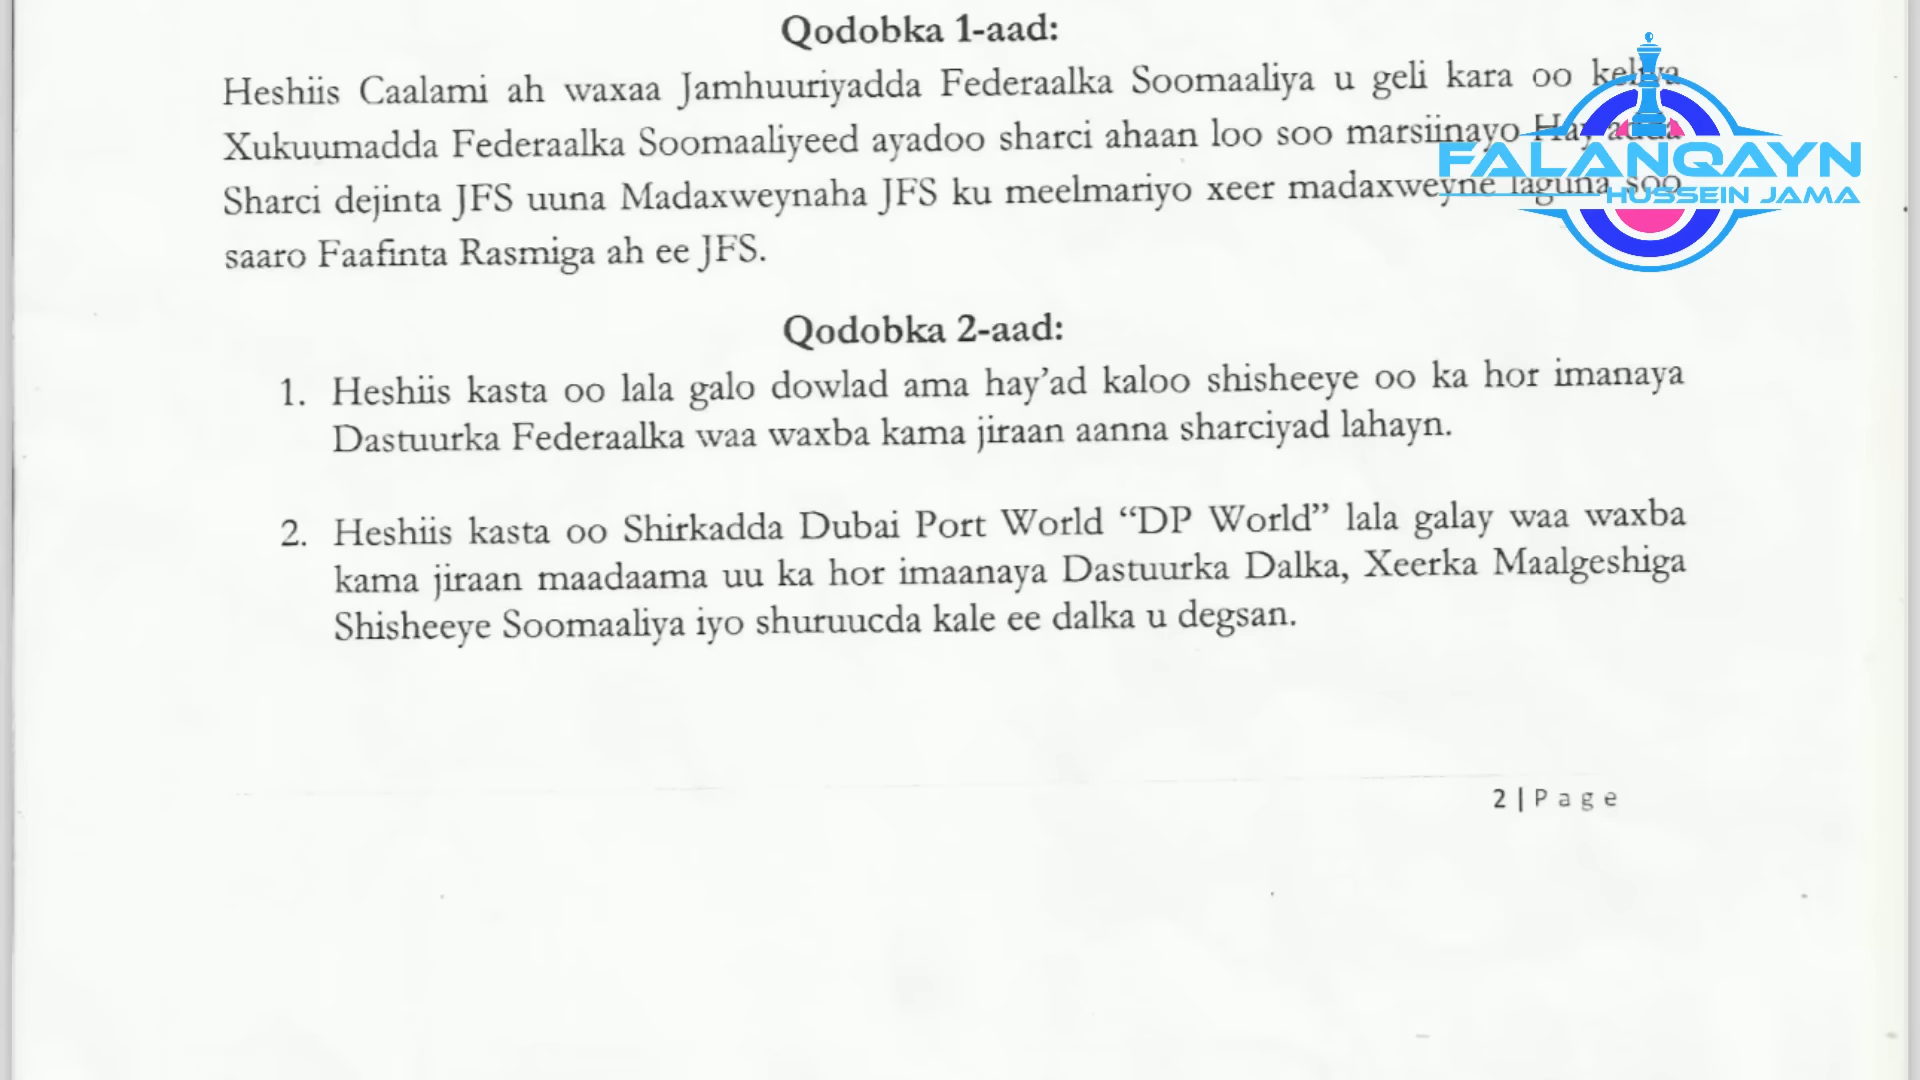 Qodobka 1-aad:
Heshiis Caalami ah waxaa Jamhuuriyadda Federaalka Soomaaliya u geli kara oo keliya
Xukuumadda Federaalka Soomaaliyeed ayadoo sharci ahaan loo soo marsiinayo
Sharci dejinta JFS uuna Madaxweynaha JFS ku meelmariyo xeer madaxweyne laguna soo
saaro Faafinta Rasmiga ah ee JFS.
FALANQAYN
HUSSEIN JAMA
Qodobka 2-aad:
1. Heshiis kasta oo lala galo dowlad ama hay’ad kaloo shisheeye oo ka hor imanaya
Dastuurka Federaalka waa waxba kama jiraan aanna sharciyad lahayn.
2. Heshiis kasta oo Shirkadda Dubai Port World “DP World” lala galay waa waxba
kama jiraan maadaama uu ka hor imaanaya Dastuurka Dalka, Xeerka Maalgeshiga
Shisheeye Soomaaliya iyo shuruucda kale ee dalka u degsan.
2 | Page